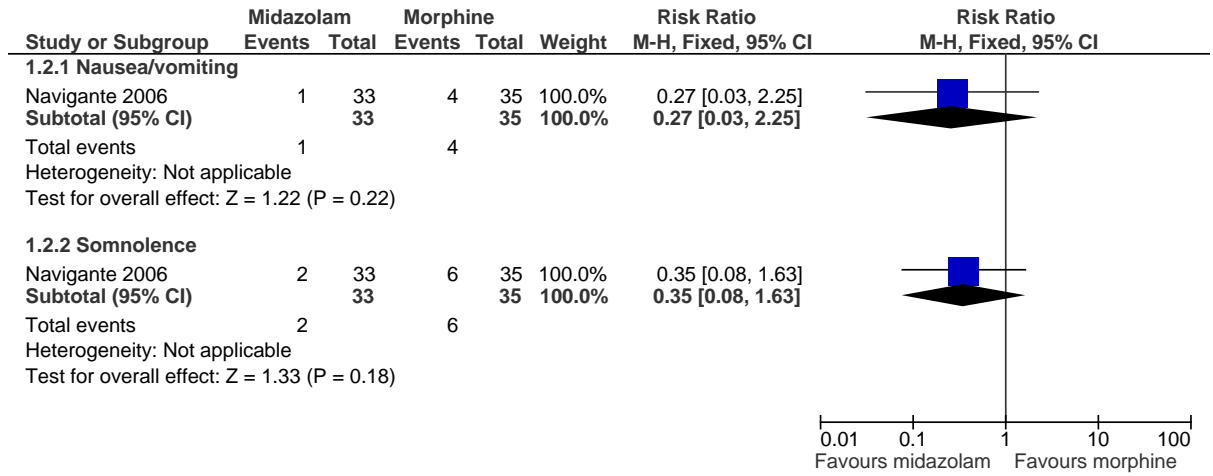 Midazolam Morphine Risk Ratio Risk Ratio
Study or Subgroup Events Total Events Total Weight M-H, Fixed, 95% CI M-H, Fixed, 95% CI
1.2.1 Nausea/vomiting
Navigante 2006 1 33 4 35 100.0% 0.27 [0.03, 2.25]
Subtotal (95% CI) 33 35 100.0% 0.27 [0.03, 2.25]
Total events 1 4
Heterogeneity: Not applicable
Test for overall effect: Z = 1.22 (P = 0.22)
1.2.2 Somnolence
Navigante 2006 2 33 6 35 100.0% 0.35 [0.08, 1.63]
Subtotal (95% CI) 33 35 100.0% 0.35 [0.08, 1.63]
Total events 2 6
Heterogeneity: Not applicable
Test for overall effect: Z = 1.33 (P = 0.18)
0.01 0.1 1 10 100
Favours midazolam Favours morphine